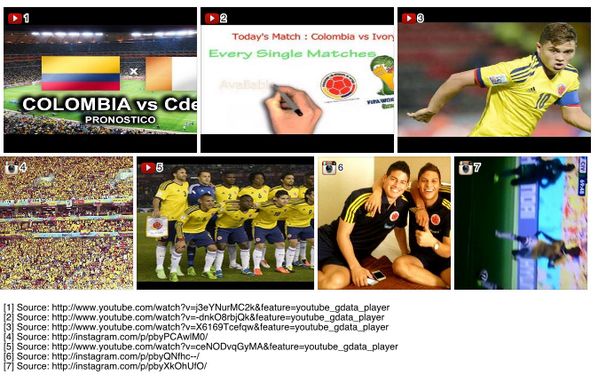 1
2
3
COLOMBIA vs Cde
PRONOSTICO
Today's Match : Colombia vs Ivory
Every Single Matches
Available
10
4
5
6
7
[1] Source: http://www.youtube.com/watch?v=j3eYNurMC2k&feature=youtube_gdata_player
[2] Source: http://www.youtube.com/watch?v=-dnkO8rbjQk&feature=youtube_gdata_player
[3] Source: http://www.youtube.com/watch?v=X6169Tcefqw&feature=youtube_gdata_player
[4] Source: http://instagram.com/p/pbyPCAwlM0/
[5] Source: http://www.youtube.com/watch?v=ceNODvqGyMA&feature=youtube_gdata_player
[6] Source: http://instagram.com/p/pbyQNfhc--/
[7] Source: http://instagram.com/p/pbyXkOhUfO/